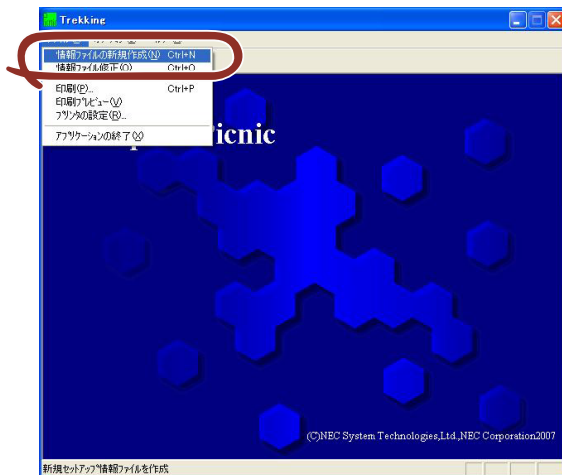 Trekking
情報ファイルの新規作成(N) Ctrl+N
情報ファイル修正(O) Ctrl+O
印刷(P)... Ctrl+P
印刷プレビュー(V)
プリンタの設定(R)...
アプリケーションの終了(X)
icnic
(C)NEC System Technologies,Ltd.,NEC Corporation2007
新規セットアップ情報ファイルを作成